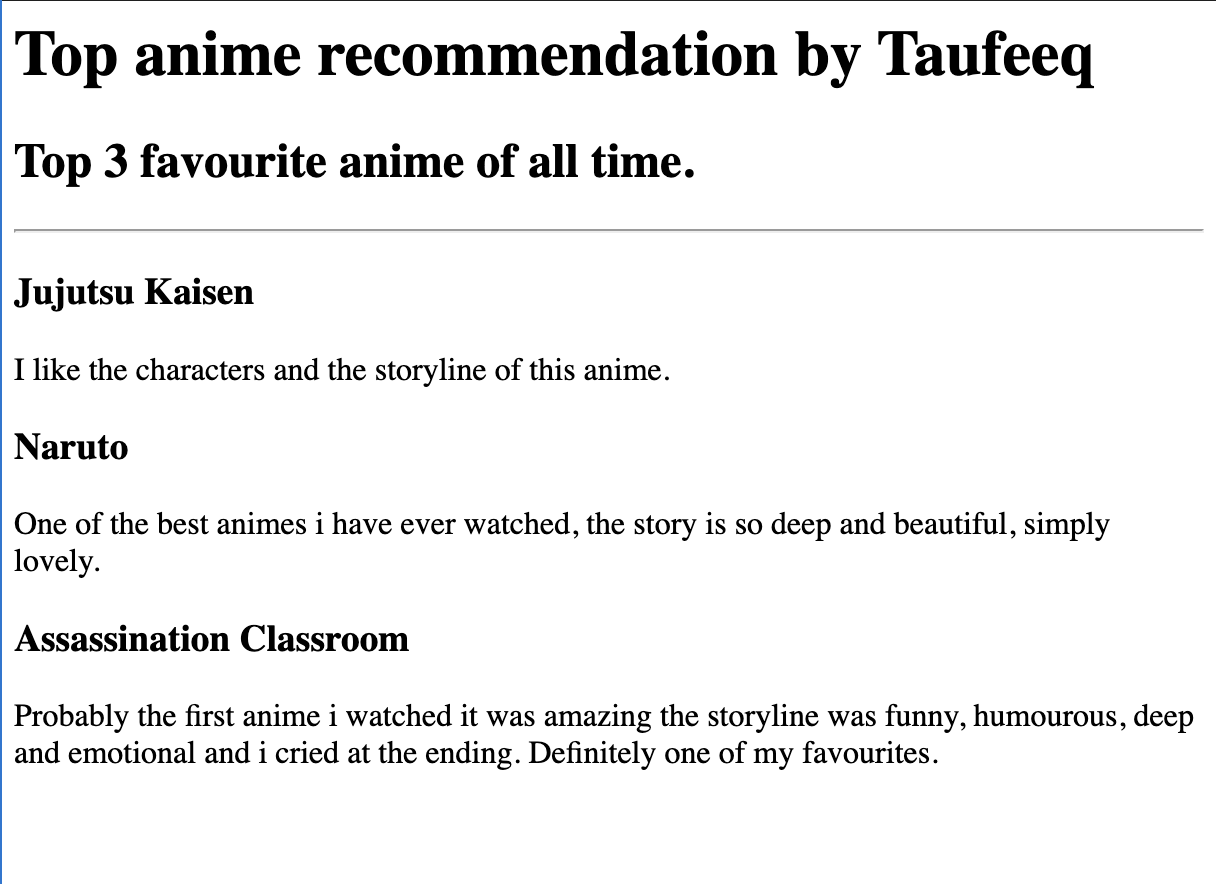 Top anime recommendation by Taufeeq
Top 3 favourite anime of all time.
Jujutsu Kaisen
I like the characters and the storyline of this anime.
Naruto
One of the best animes i have ever watched, the story is so deep and beautiful, simply
lovely.
Assassination Classroom
Probably the first anime i watched it was amazing the storyline was funny, humourous, deep
and emotional and i cried at the ending. Definitely one of my favourites.